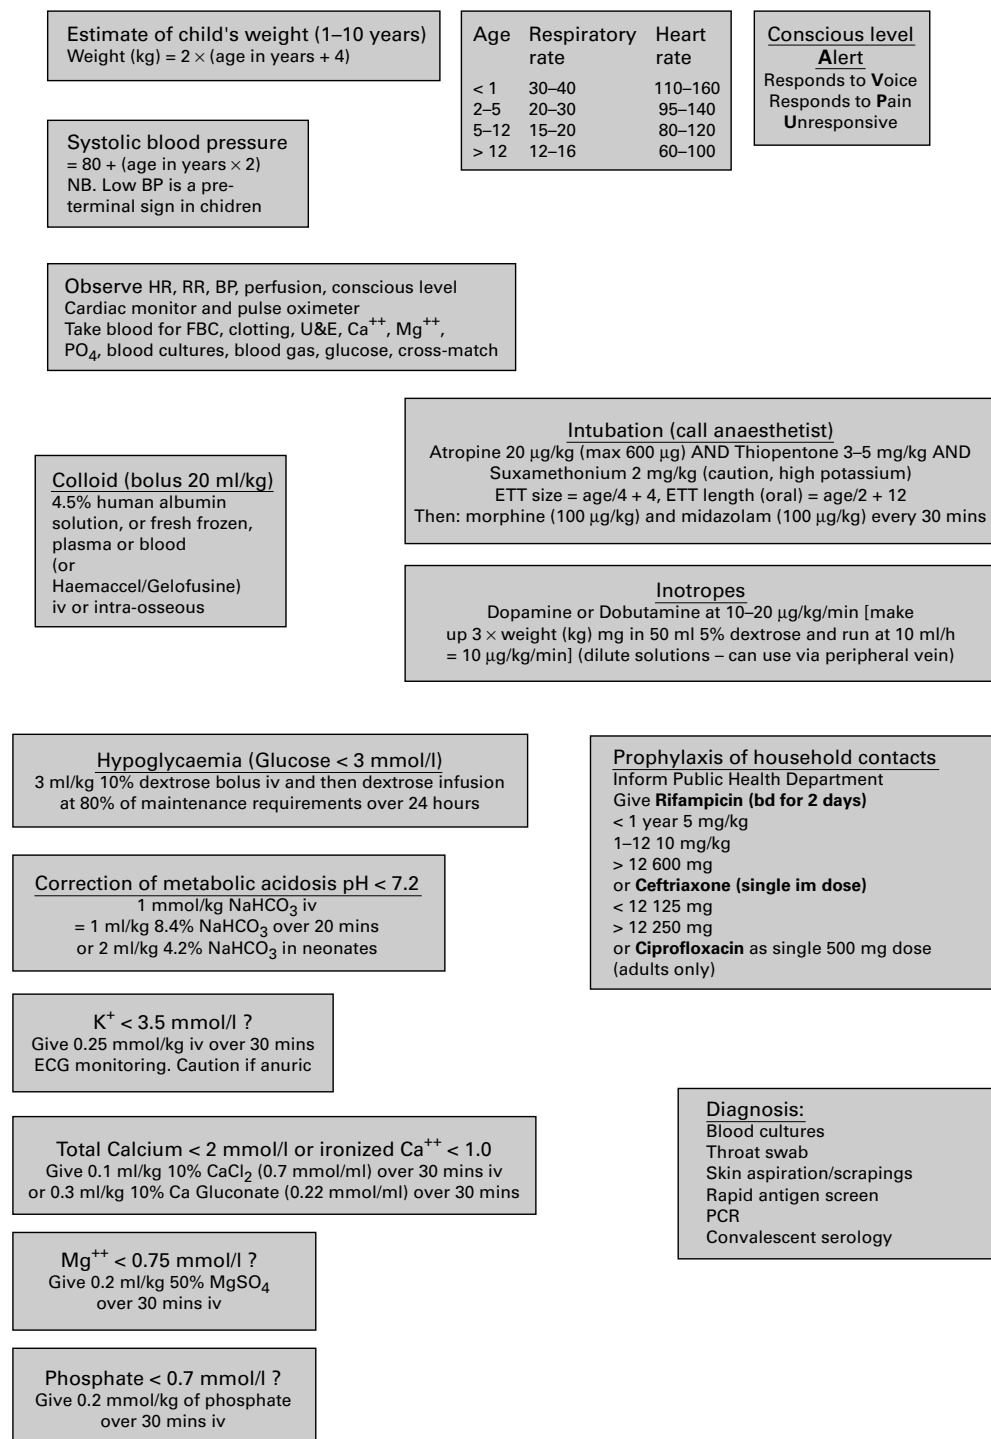 Estimate of child's weight (1–10 years)
Weight (kg) = 2 × (age in years + 4)
Age Respiratory rate Heart rate
< 1 30–40 110–160
2–5 20–30 95–140
5–12 15–20 80–120
> 12 12–16 60–100
Conscious level
Alert
Responds to Voice
Responds to Pain
Unresponsive
Systolic blood pressure
= 80 + (age in years × 2)
NB. Low BP is a pre-
terminal sign in chidren
Observe HR, RR, BP, perfusion, conscious level
Cardiac monitor and pulse oximeter
Take blood for FBC, clotting, U&E, Ca++, Mg++,
PO4, blood cultures, blood gas, glucose, cross-match
Intubation (call anaesthetist)
Atropine 20 µg/kg (max 600 µg) AND Thiopentone 3–5 mg/kg AND
Suxamethonium 2 mg/kg (caution, high potassium)
ETT size = age/4 + 4, ETT length (oral) = age/2 + 12
Then: morphine (100 µg/kg) and midazolam (100 µg/kg) every 30 mins
Colloid (bolus 20 ml/kg)
4.5% human albumin
solution, or fresh frozen,
plasma or blood
(or
Haemaccel/Gelofusine)
iv or intra-osseous
Inotropes
Dopamine or Dobutamine at 10–20 µg/kg/min [make
up 3 × weight (kg) mg in 50 ml 5% dextrose and run at 10 ml/h
= 10 µg/kg/min] (dilute solutions – can use via peripheral vein)
Hypoglycaemia (Glucose < 3 mmol/l)
3 ml/kg 10% dextrose bolus iv and then dextrose infusion
at 80% of maintenance requirements over 24 hours
Prophylaxis of household contacts
Inform Public Health Department
Give Rifampicin (bd for 2 days)
< 1 year 5 mg/kg
1–12 10 mg/kg
> 12 600 mg
or Ceftriaxone (single im dose)
< 12 125 mg
> 12 250 mg
or Ciprofloxacin as single 500 mg dose
(adults only)
Correction of metabolic acidosis pH < 7.2
1 mmol/kg NaHCO3 iv
= 1 ml/kg 8.4% NaHCO3 over 20 mins
or 2 ml/kg 4.2% NaHCO3 in neonates
K+ < 3.5 mmol/l ?
Give 0.25 mmol/kg iv over 30 mins
ECG monitoring. Caution if anuric
Diagnosis:
Blood cultures
Throat swab
Skin aspiration/scrapings
Rapid antigen screen
PCR
Convalescent serology
Total Calcium < 2 mmol/l or ironized Ca++ < 1.0
Give 0.1 ml/kg 10% CaCl2 (0.7 mmol/ml) over 30 mins iv
or 0.3 ml/kg 10% Ca Gluconate (0.22 mmol/ml) over 30 mins
Mg++ < 0.75 mmol/l ?
Give 0.2 ml/kg 50% MgSO4
over 30 mins iv
Phosphate < 0.7 mmol/l ?
Give 0.2 mmol/kg of phosphate
over 30 mins iv